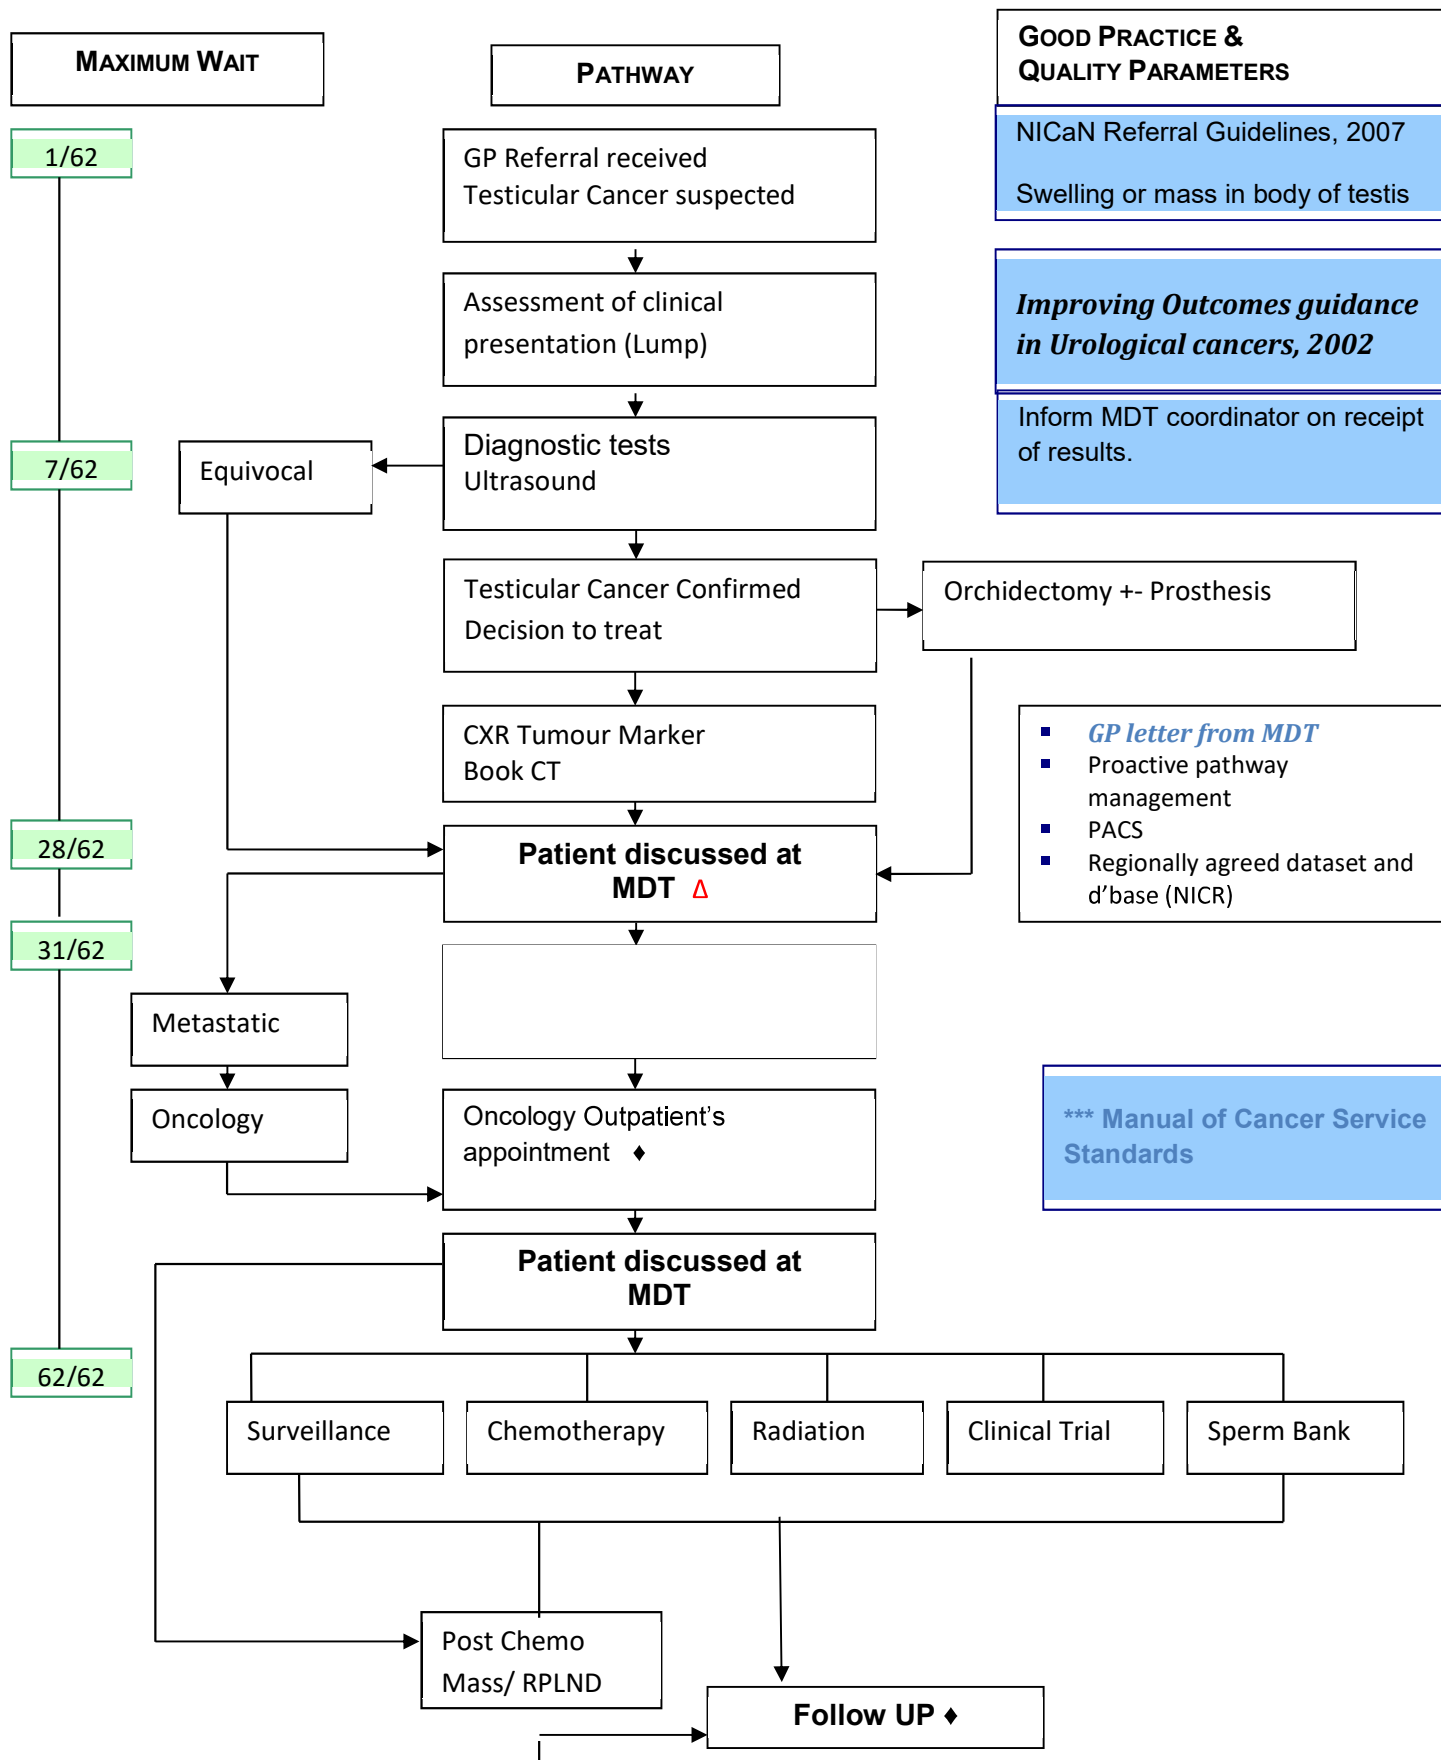 MAXIMUM WAIT
PATHWAY
GOOD PRACTICE &
QUALITY PARAMETERS
1/62
GP Referral received
Testicular Cancer suspected
NICaN Referral Guidelines, 2007
Swelling or mass in body of testis
Assessment of clinical
presentation (Lump)
Improving Outcomes guidance
in Urological cancers, 2002
7/62
Equivocal
Diagnostic tests
Ultrasound
Inform MDT coordinator on receipt
of results.
Testicular Cancer Confirmed
Decision to treat
Orchidectomy +- Prosthesis
CXR Tumour Marker
Book CT
▪ GP letter from MDT
▪ Proactive pathway
management
▪ PACS
▪ Regionally agreed dataset and
d’base (NICR)
28/62
Patient discussed at
MDT Δ
31/62
Metastatic
Oncology
Oncology Outpatient’s
appointment ♦
*** Manual of Cancer Service
Standards
Patient discussed at
MDT
62/62
Surveillance
Chemotherapy
Radiation
Clinical Trial
Sperm Bank
Post Chemo
Mass/ RPLND
Follow UP ♦